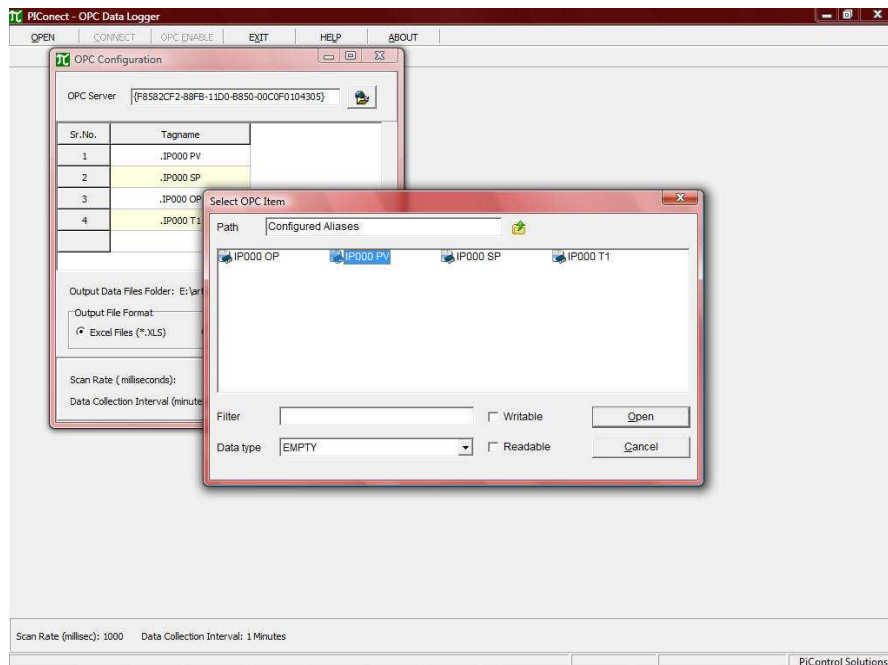 PIConect - OPC Data Logger
OPEN CONNECT OPC ENABLE EXIT HELP ABOUT
OPC Configuration
OPC Server {F8582CF2-88FB-11D0-B850-00C0F0104305}
Sr.No. Tagname
1 .IP000 PV
2 .IP000 SP
3 .IP000 OP
4 .IP000 T1
Output Data Files Folder: E:\art
Output File Format
Excel Files (*.XLS)
Scan Rate ( miliseconds):
Data Collection Interval (minute
Select OPC Item
Path Configured Aliases
IP000 OP IP000 PV IP000 SP IP000 T1
Filter Writable Open
Data type EMPTY Readable Cancel
Scan Rate (millisec): 1000 Data Collection Interval: 1 Minutes
PiControl Solutions